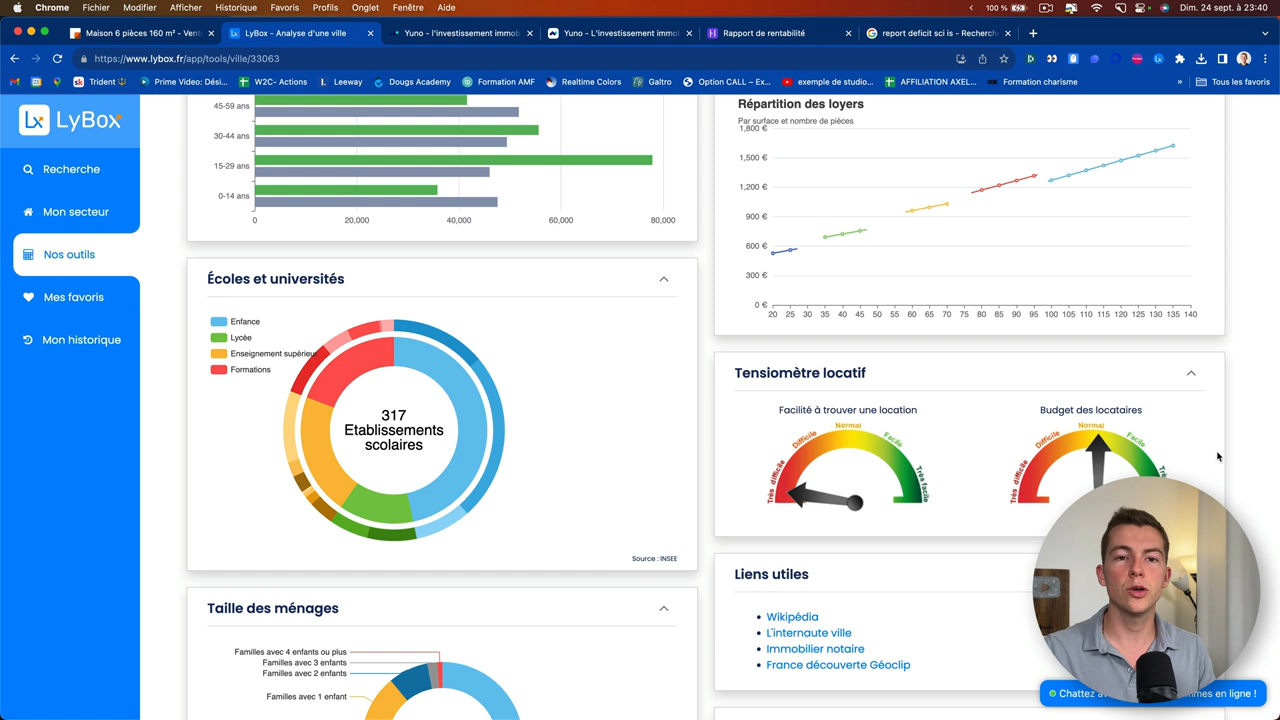 Chrome Fichier Modifier Afficher Historique Favoris Profils Onglet Fenêtre Aide
100 % Dim. 24 sept. à 23:40
Maison 6 pièces 160 m² - Vent
LyBox - Analyse d'une ville
Yuno - l'investissement immob
Yuno - L'investissement immob
Rapport de rentabilité
report deficit sci is - Recherch
https://www.lybox.fr/app/tools/ville/33063
Trident
Prime Video: Dési...
W2C- Actions
Leeway
Dougs Academy
Formation AMF
Realtime Colors
Galtro
Option CALL – Ex...
exemple de studio...
AFFILIATION AXEL...
Formation charisme
»
Tous les favoris
Lx LyBox
Recherche
Mon secteur
Nos outils
Mes favoris
Mon historique
45-59 ans
30-44 ans
15-29 ans
0-14 ans
0 20,000 40,000 60,000 80,000
Écoles et universités
Enfance
Lycée
Enseignement supérieur
Formations
317
Etablissements
scolaires
Source : INSEE
Taille des ménages
Familles avec 4 enfants ou plus
Familles avec 3 enfants
Familles avec 2 enfants
Familles avec 1 enfant
Répartition des loyers
Par surface et nombre de pièces
1,800 €
1,500 €
1,200 €
900 €
600 €
300 €
0 €
20 25 30 35 40 45 50 55 60 65 70 75 80 85 90 95 100 105 110 115 120 125 130 135 140
Tensiomètre locatif
Facilité à trouver une location
Très difficile
Difficile
Normal
Facile
Très facile
Budget des locataires
Très difficile
Difficile
Normal
Facile
Liens utiles
Wikipédia
L'internaute ville
Immobilier notaire
France découverte Géoclip
Chattez
mmes en ligne !